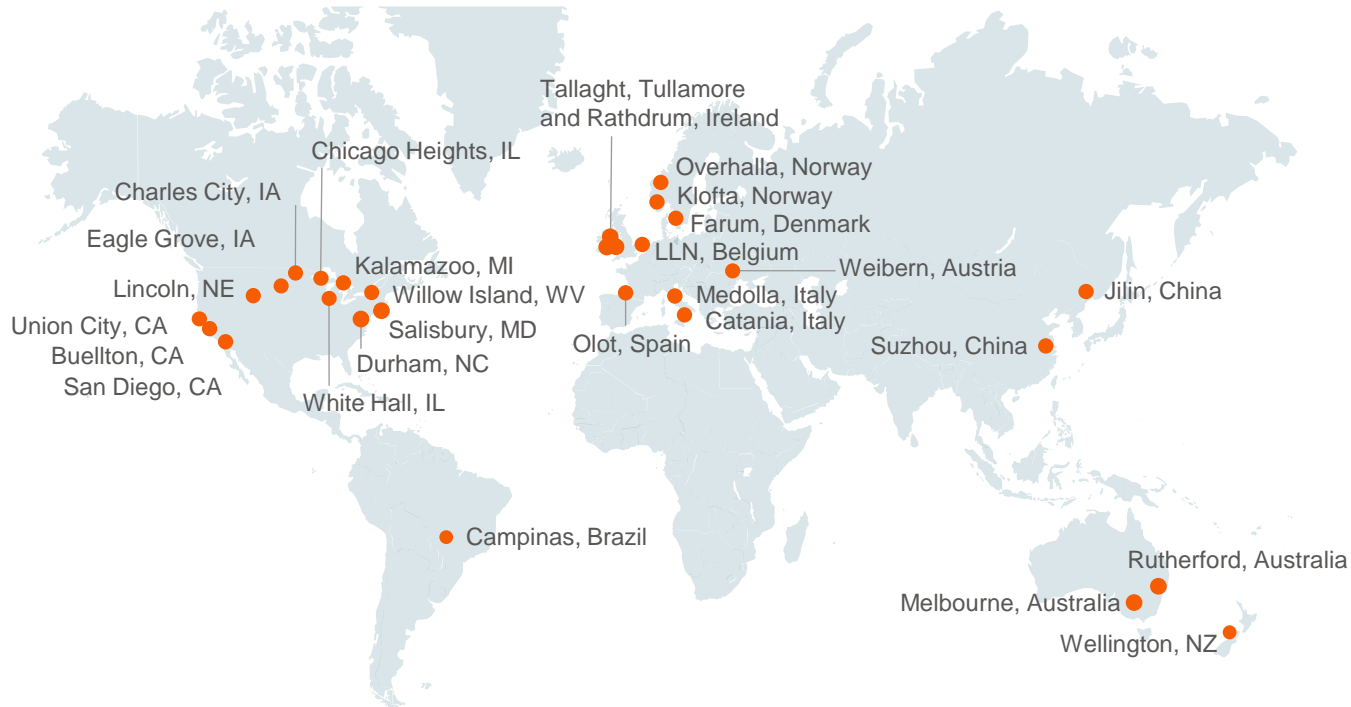 Tallaght, Tullamore
and Rathdrum, Ireland
Chicago Heights, IL
Charles City, IA
Eagle Grove, IA
Lincoln, NE
Union City, CA
Buellton, CA
San Diego, CA
Kalamazoo, MI
Willow Island, WV
Salisbury, MD
Durham, NC
White Hall, IL
Overhalla, Norway
Klofta, Norway
Farum, Denmark
LLN, Belgium
Weibern, Austria
Medolla, Italy
Catania, Italy
Olot, Spain
Jilin, China
Suzhou, China
Campinas, Brazil
Rutherford, Australia
Melbourne, Australia
Wellington, NZ